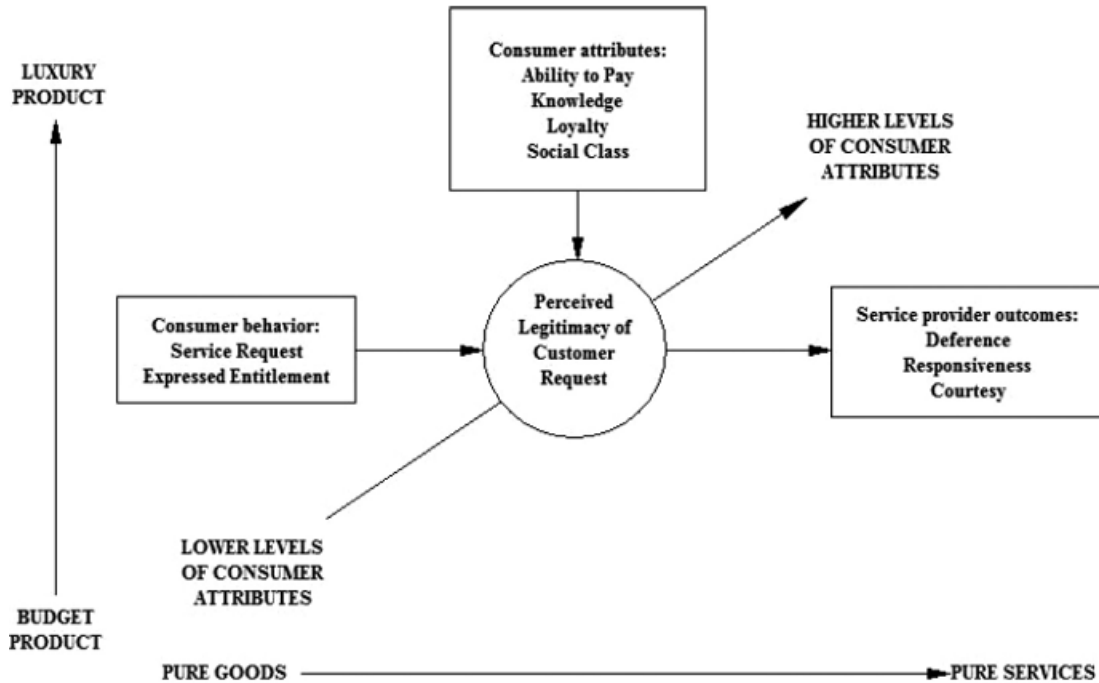 Consumer attributes:
Ability to Pay
Knowledge
Loyalty
Social Class
LUXURY
PRODUCT
HIGHER LEVELS
OF CONSUMER
ATTRIBUTES
Consumer behavior:
Service Request
Expressed Entitlement
Perceived
Legitimacy of
Customer
Request
Service provider outcomes:
Deference
Responsiveness
Courtesy
LOWER LEVELS
OF CONSUMER
ATTRIBUTES
BUDGET
PRODUCT
PURE GOODS
PURE SERVICES